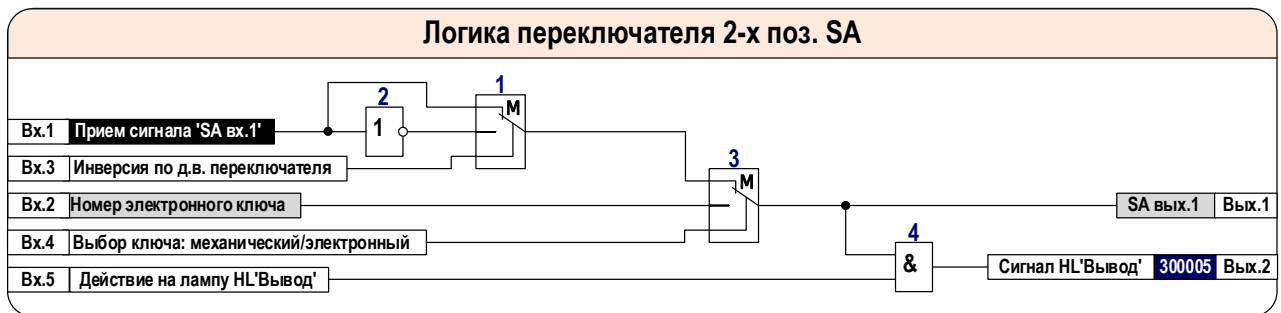 Логика переключателя 2-х поз. SA
1
2
M
Вх.1 Прием сигнала 'SA вх.1' 1
Вх.3 Инверсия по д.в. переключателя
3
M
Вх.2 Номер электронного ключа
SA вых.1 Вых.1
Вх.4 Выбор ключа: механический/электронный
4
&
Сигнал HL'Вывод' 300005 Вых.2
Вх.5 Действие на лампу HL'Вывод'